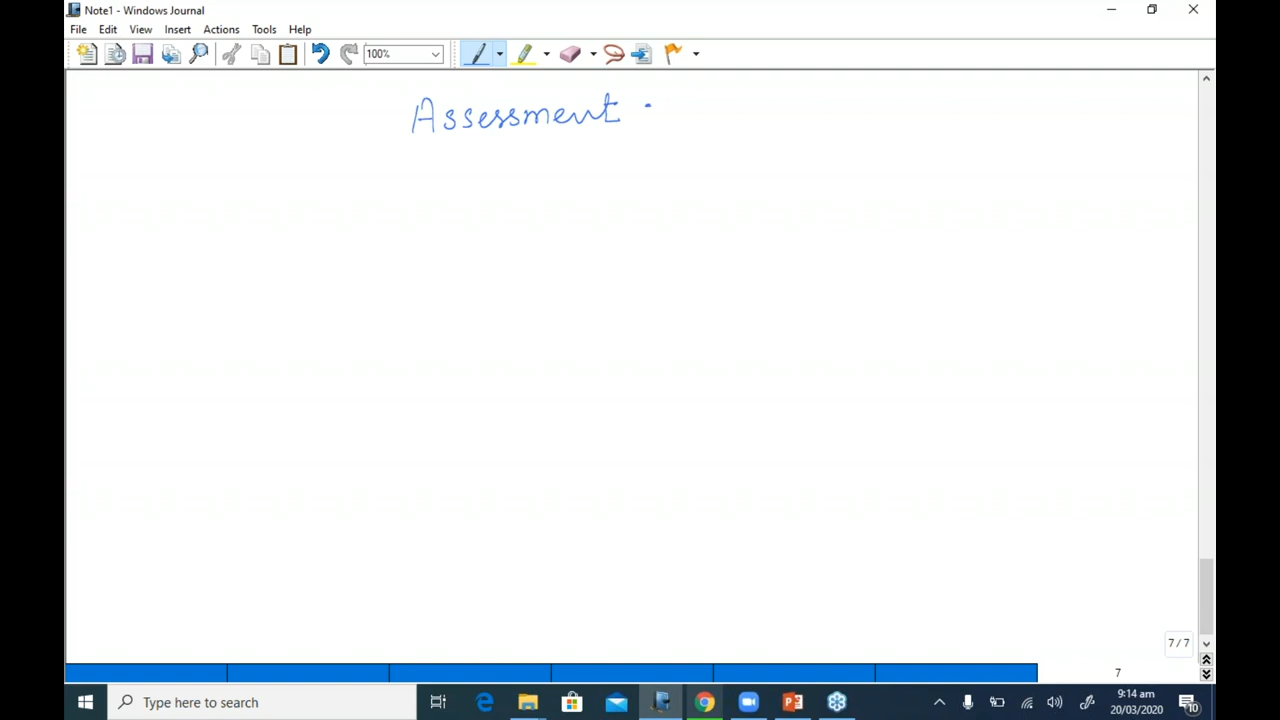 Note1 - Windows Journal
File Edit View Insert Actions Tools Help
100%
Assessment
7/7
7
Type here to search
9:14 am
20/03/2020
10